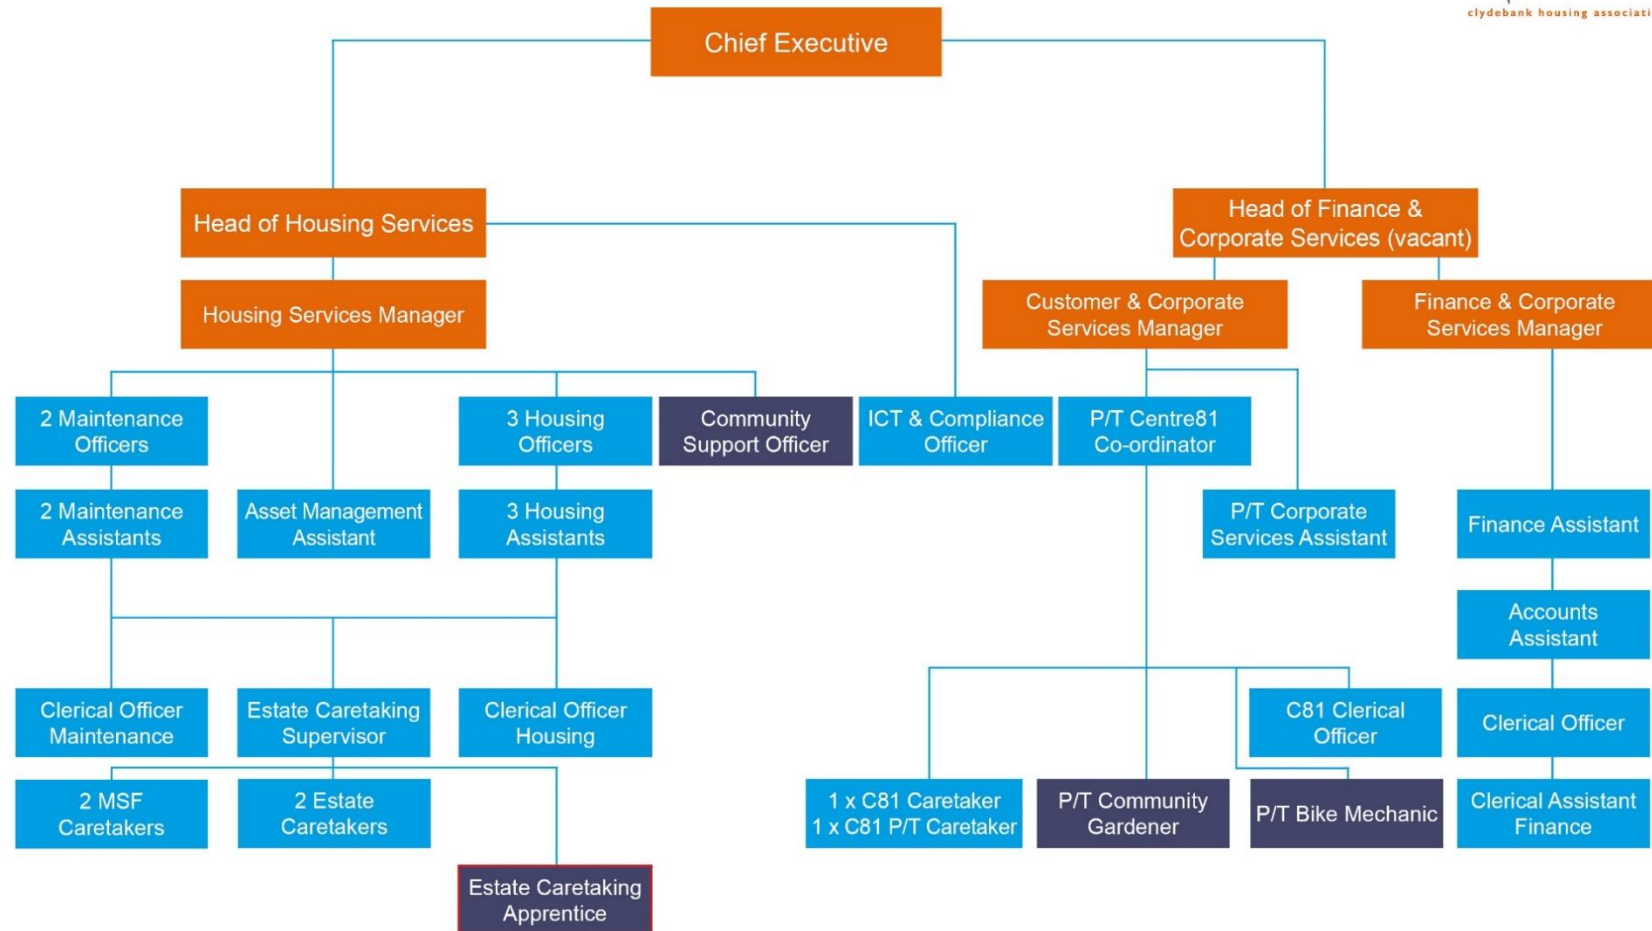 clydebank housing associati
Chief Executive
Head of Housing Services
Head of Finance &
Corporate Services (vacant)
Housing Services Manager
Customer & Corporate
Services Manager
Finance & Corporate
Services Manager
2 Maintenance
Officers
3 Housing
Officers
Community
Support Officer
ICT & Compliance
Officer
P/T Centre81
Co-ordinator
2 Maintenance
Assistants
Asset Management
Assistant
3 Housing
Assistants
P/T Corporate
Services Assistant
Finance Assistant
Accounts
Assistant
Clerical Officer
Maintenance
Estate Caretaking
Supervisor
Clerical Officer
Housing
C81 Clerical
Officer
Clerical Officer
2 MSF
Caretakers
2 Estate
Caretakers
1 x C81 Caretaker
1 x C81 P/T Caretaker
P/T Community
Gardener
P/T Bike Mechanic
Clerical Assistant
Finance
Estate Caretaking
Apprentice